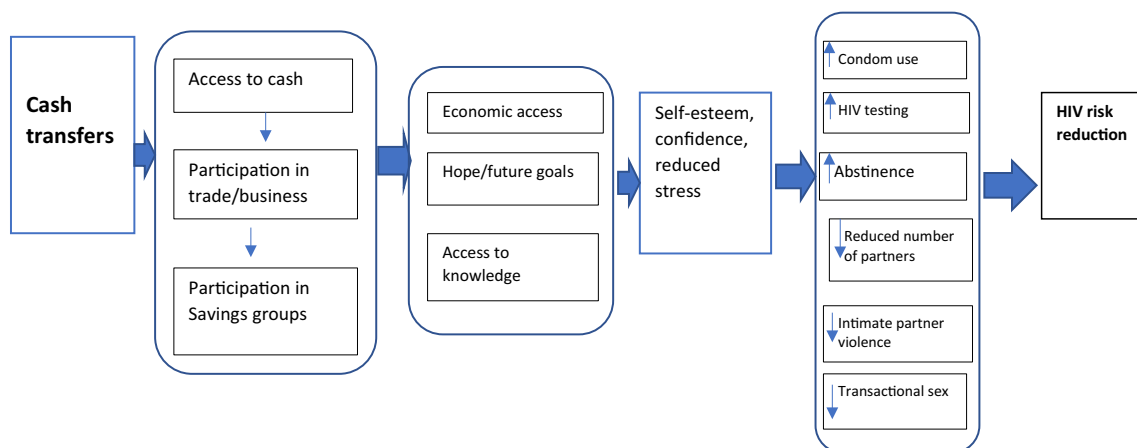 Cash
transfers
Access to cash
Participation in
trade/business
Participation in
Savings groups
Economic access
Hope/future goals
Access to
knowledge
Self-esteem,
confidence,
reduced
stress
Condom use
HIV testing
Abstinence
Reduced number
of partners
Intimate partner
violence
Transactional sex
HIV risk
reduction